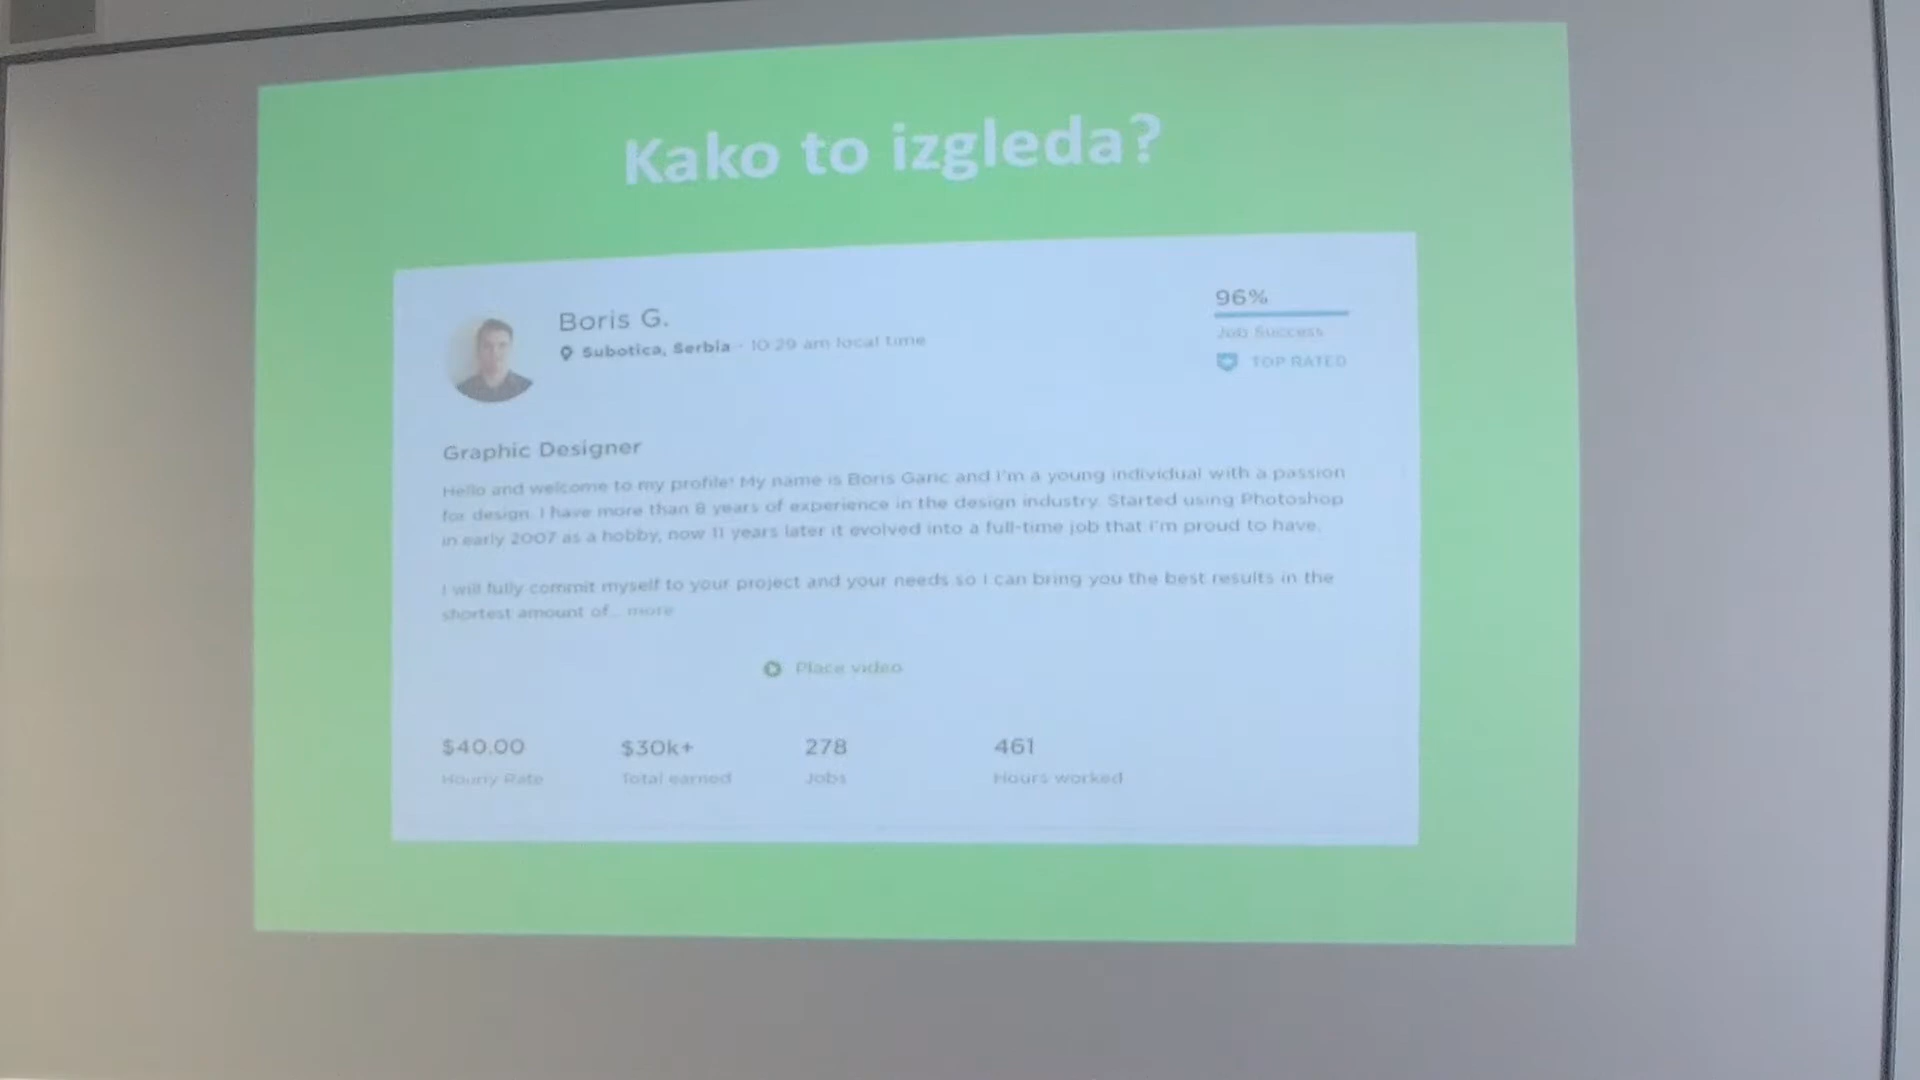 Kako to izgleda?
Boris G.
Subotica, Serbia - 10:29 am local time
96%
Job Success
TOP RATED
Graphic Designer
Hello and welcome to my profile! My name is Boris Garic and I'm a young individual with a passion
for design. I have more than 8 years of experience in the design industry. Started using Photoshop
in early 2007 as a hobby, now 11 years later it evolved into a full-time job that I'm proud to have.
I will fully commit myself to your project and your needs so I can bring you the best results in the
shortest amount of... more
Place video
$40.00 $30k+ 278 461
Hourly Rate Total earned Jobs Hours worked